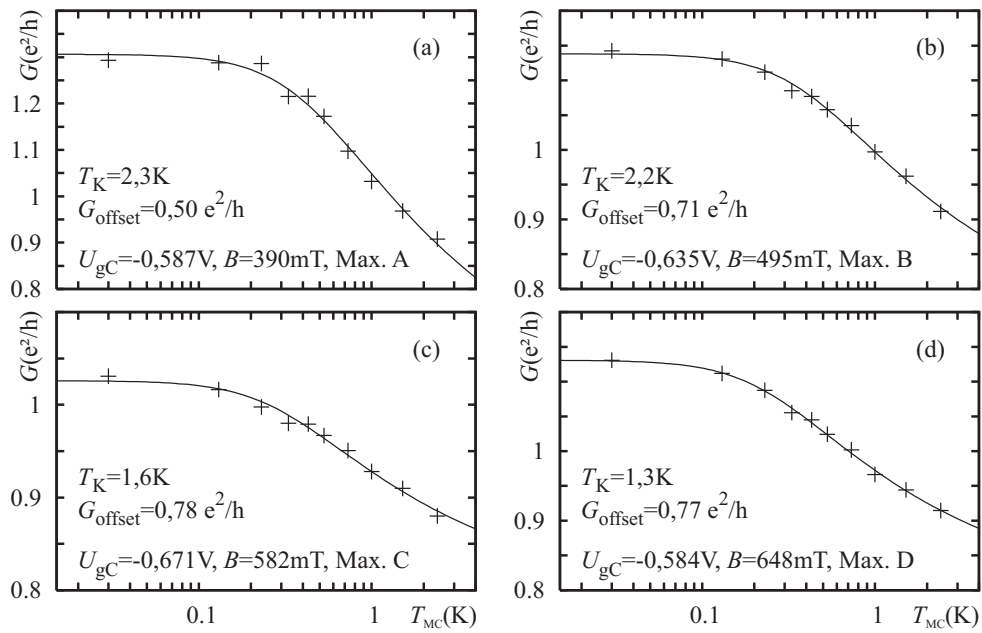 G(e²/h)
(a)
1.2
1.1
1
0.9
0.8
T_K=2,3K
G_offset=0,50 e²/h
U_gC=-0,587V, B=390mT, Max. A
G(e²/h)
(b)
1
0.9
0.8
T_K=2,2K
G_offset=0,71 e²/h
U_gC=-0,635V, B=495mT, Max. B
G(e²/h)
(c)
1
0.9
0.8
T_K=1,6K
G_offset=0,78 e²/h
U_gC=-0,671V, B=582mT, Max. C
0.1
1
T_MC(K)
G(e²/h)
(d)
1
0.9
0.8
T_K=1,3K
G_offset=0,77 e²/h
U_gC=-0,584V, B=648mT, Max. D
0.1
1
T_MC(K)